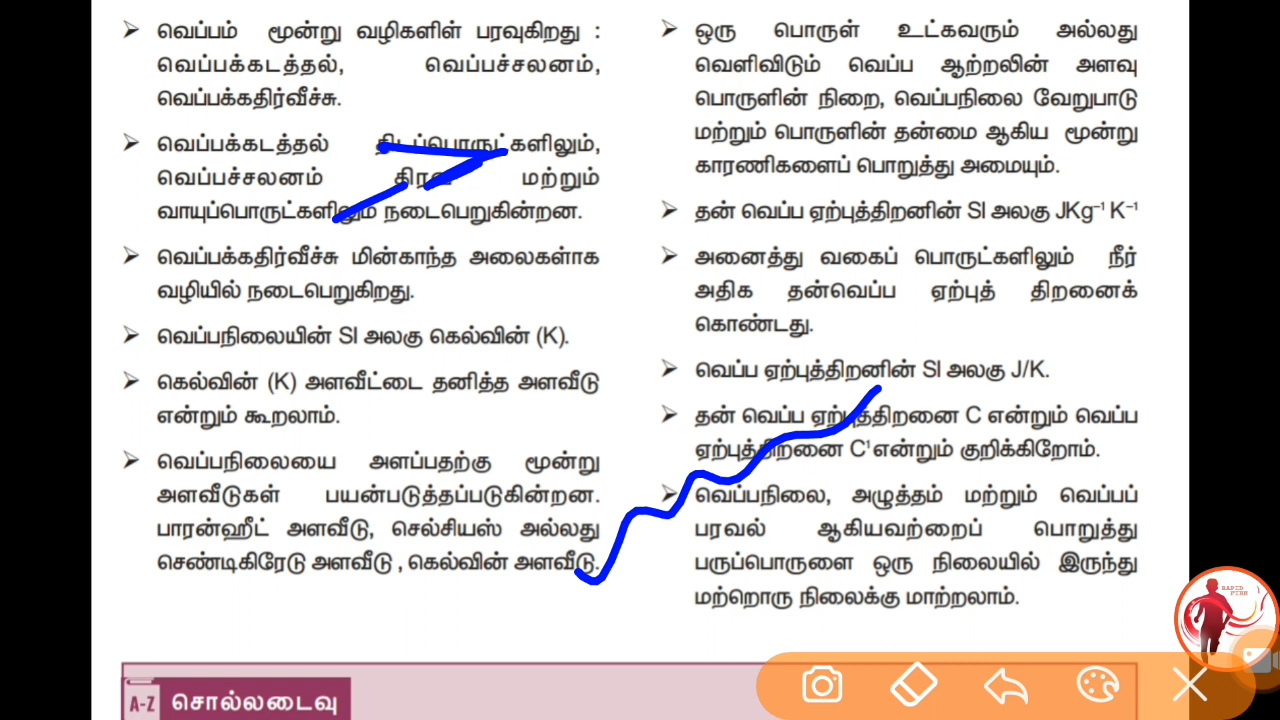 வெப்பம் மூன்று வழிகளிள் பரவுகிறது :
வெப்பக்கடத்தல், வெப்பச்சலனம்,
வெப்பக்கதிர்வீச்சு.
வெப்பக்கடத்தல் திடப்பொருட்களிலும்,
வெப்பச்சலனம் திரவ மற்றும்
வாயுப்பொருட்களிலும் நடைபெறுகின்றன.
வெப்பக்கதிர்வீச்சு மின்காந்த அலைகள்ாக
வழியில் நடைபெறுகிறது.
வெப்பநிலையின் SI அலகு கெல்வின் (K).
கெல்வின் (K) அளவீட்டை தனித்த அளவீடு
என்றும் கூறலாம்.
வெப்பநிலையை அளப்பதற்கு மூன்று
அளவீடுகள் பயன்படுத்தப்படுகின்றன.
பாரன்ஹீட் அளவீடு, செல்சியஸ் அல்லது
செண்டிகிரேடு அளவீடு , கெல்வின் அளவீடு.
ஒரு பொருள் உட்கவரும் அல்லது
வெளிவிடும் வெப்ப ஆற்றலின் அளவு
பொருளின் நிறை, வெப்பநிலை வேறுபாடு
மற்றும் பொருளின் தன்மை ஆகிய மூன்று
காரணிகளைப் பொறுத்து அமையும்.
தன் வெப்ப ஏற்புத்திறனின் SI அலகு JKg⁻¹ K⁻¹
அனைத்து வகைப் பொருட்களிலும் நீர்
அதிக தன்வெப்ப ஏற்புத் திறனைக்
கொண்டது.
வெப்ப ஏற்புத்திறனின் SI அலகு J/K.
தன் வெப்ப ஏற்புத்திறனை C என்றும் வெப்ப
ஏற்புத்திறனை C¹ என்றும் குறிக்கிறோம்.
வெப்பநிலை, அழுத்தம் மற்றும் வெப்பப்
பரவல் ஆகியவற்றைப் பொறுத்து
பருப்பொருளை ஒரு நிலையில் இருந்து
மற்றொரு நிலைக்கு மாற்றலாம்.
A-Z சொல்லடைவு
RAPID